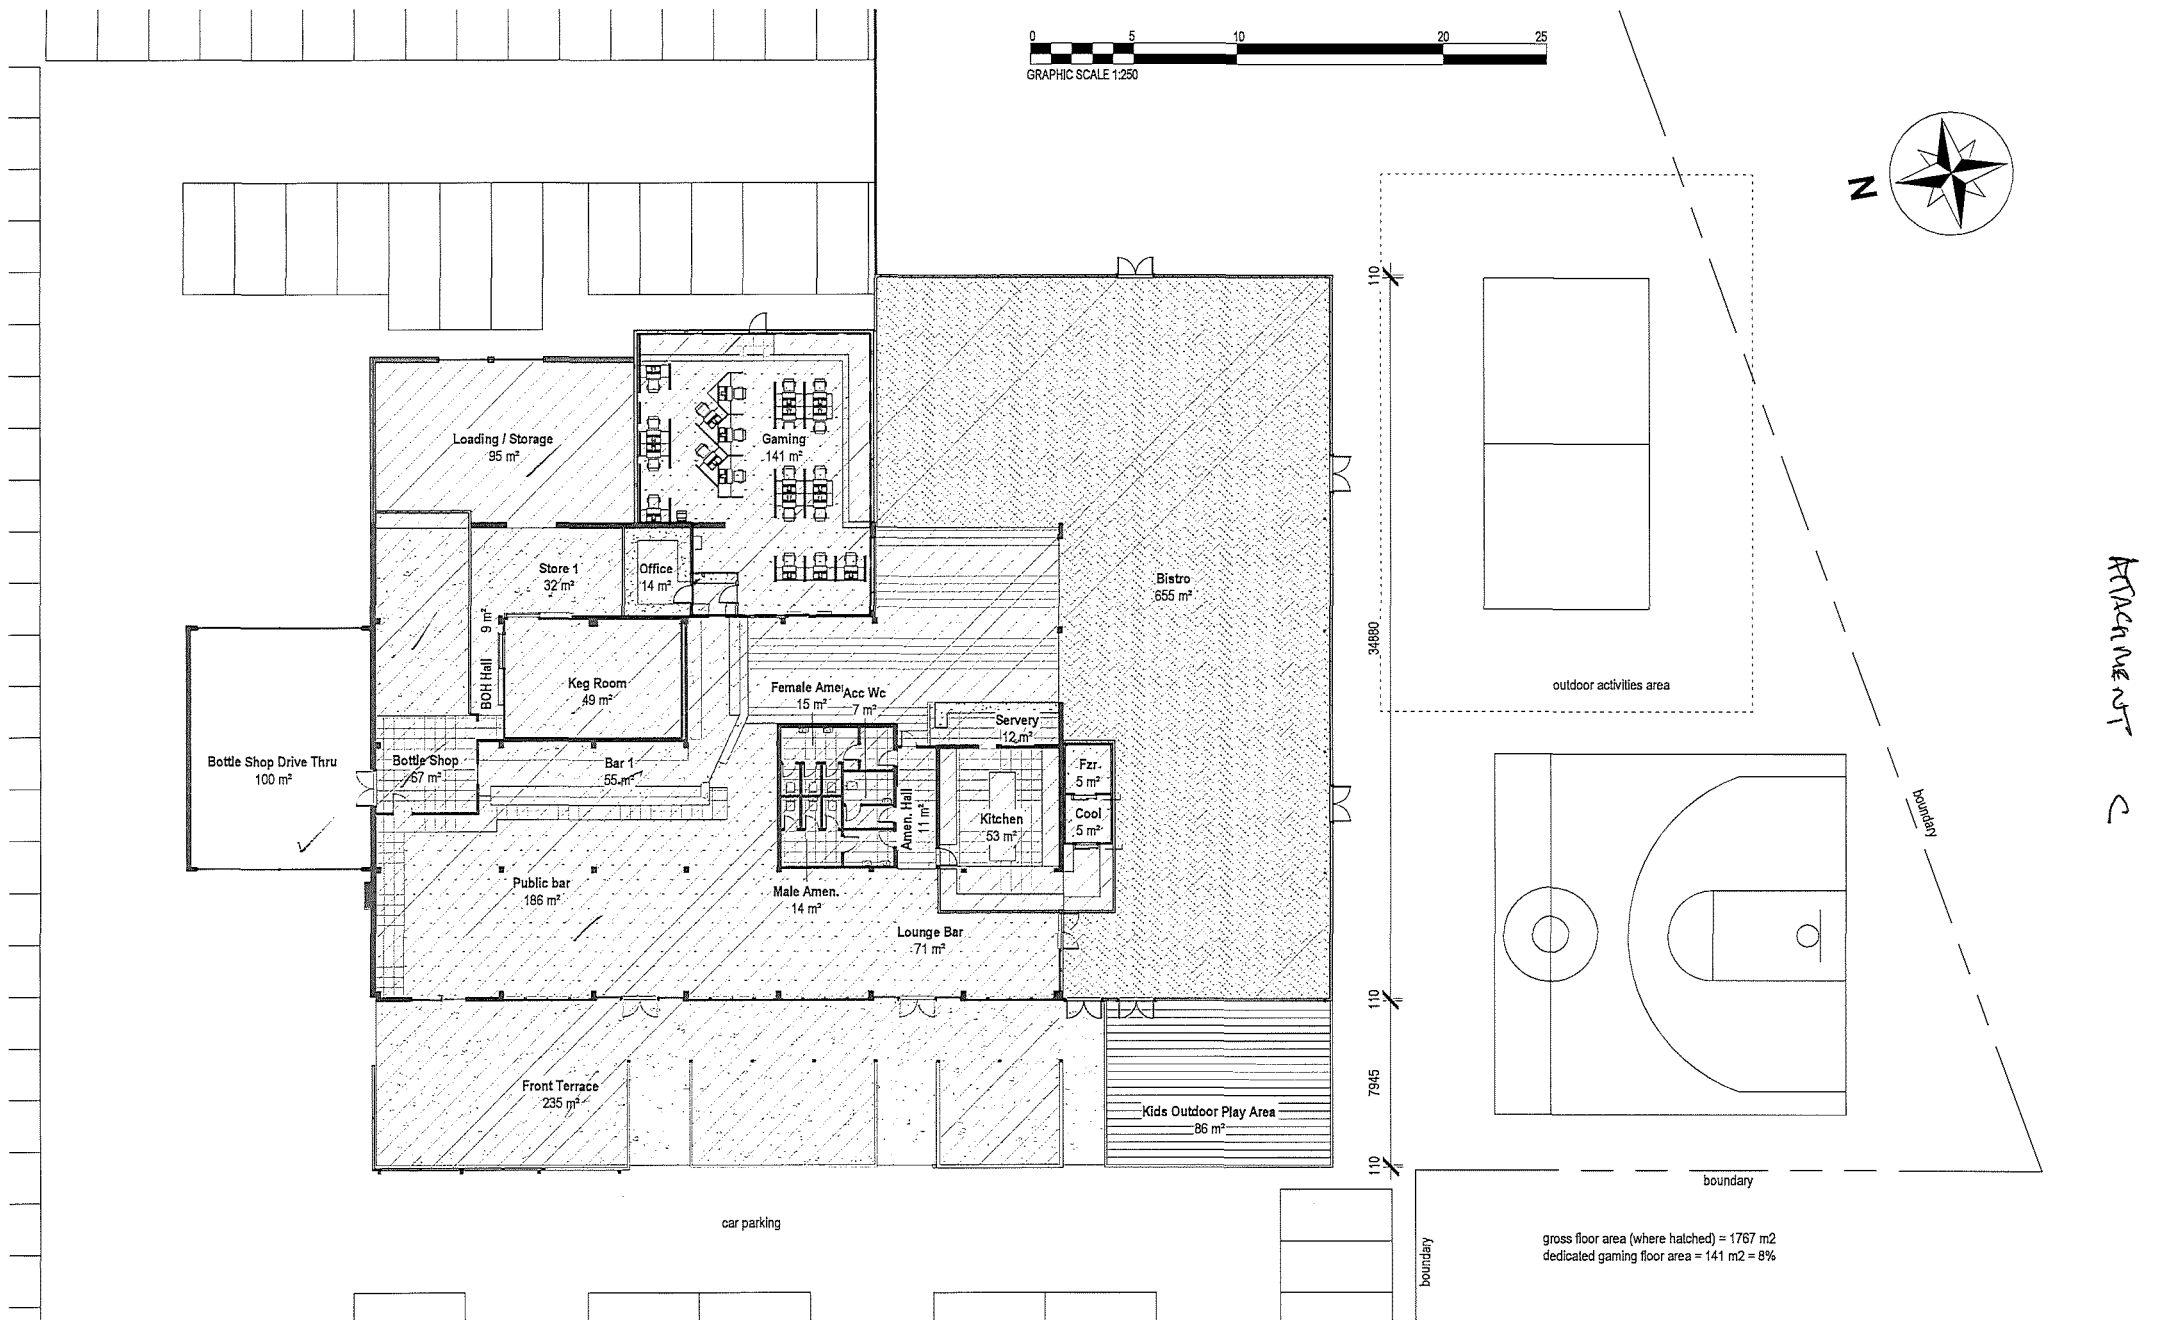 0 5 10 20 25
GRAPHIC SCALE 1:250
N
110
Loading / Storage
95 m²
Gaming
141 m²
Store 1
32 m²
Office
14 m²
Bistro
655 m²
34880
ATTACHMENT C
BOH Hall 9 m²
Keg Room
49 m²
Female Ame
15 m²
Acc Wc
7 m²
outdoor activities area
Servery
12 m²
Bottle Shop Drive Thru
100 m²
Bottle Shop
67 m²
Bar 1
55 m²
Fzr
5 m²
Cool
5 m²
Amen. Hall
11 m²
Kitchen
53 m²
boundary
Public bar
186 m²
Male Amen.
14 m²
Lounge Bar
71 m²
110
Front Terrace
235 m²
7945
Kids Outdoor Play Area
86 m²
110
boundary
car parking
boundary
gross floor area (where hatched) = 1767 m2
dedicated gaming floor area = 141 m2 = 8%